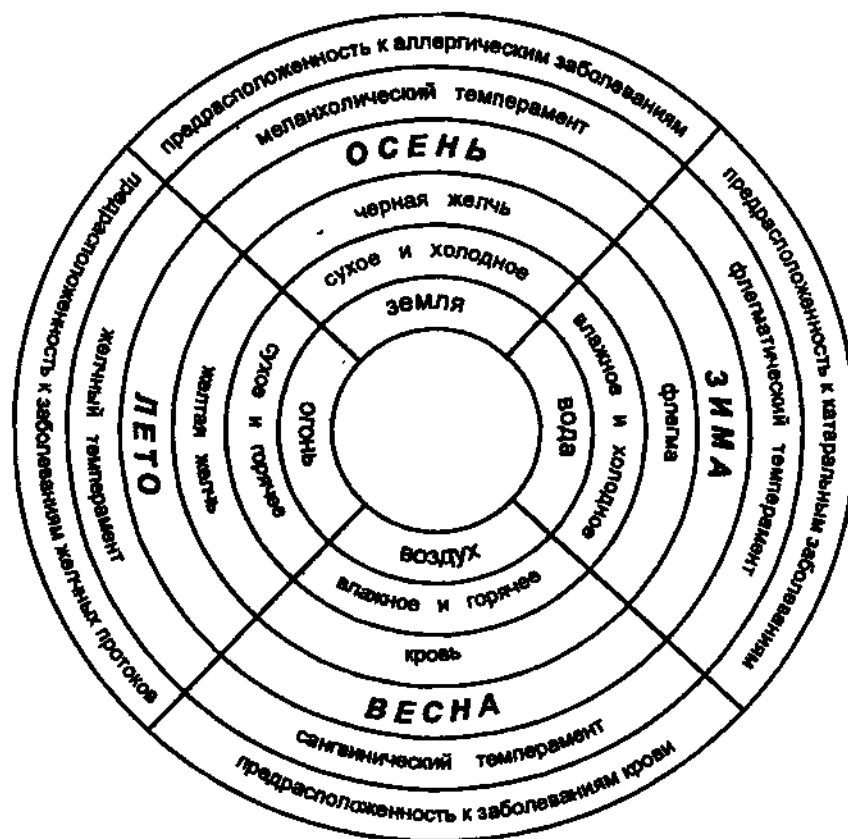 предрасположенность к аллергическим заболеваниям
меланхолический темперамент
ОСЕНЬ
черная желчь
сухое и холодное
земля
предрасположенность к катаральным заболеваниям
флегматический темперамент
ЗИМА
флегма
влажное и холодное
вода
воздух
влажное и горячее
кровь
ВЕСНА
сангвинический темперамент
предрасположенность к заболеваниям крови
предрасположенность к заболеваниям желчных протоков
желчный темперамент
ЛЕТО
желтая желчь
сухое и горячее
огонь